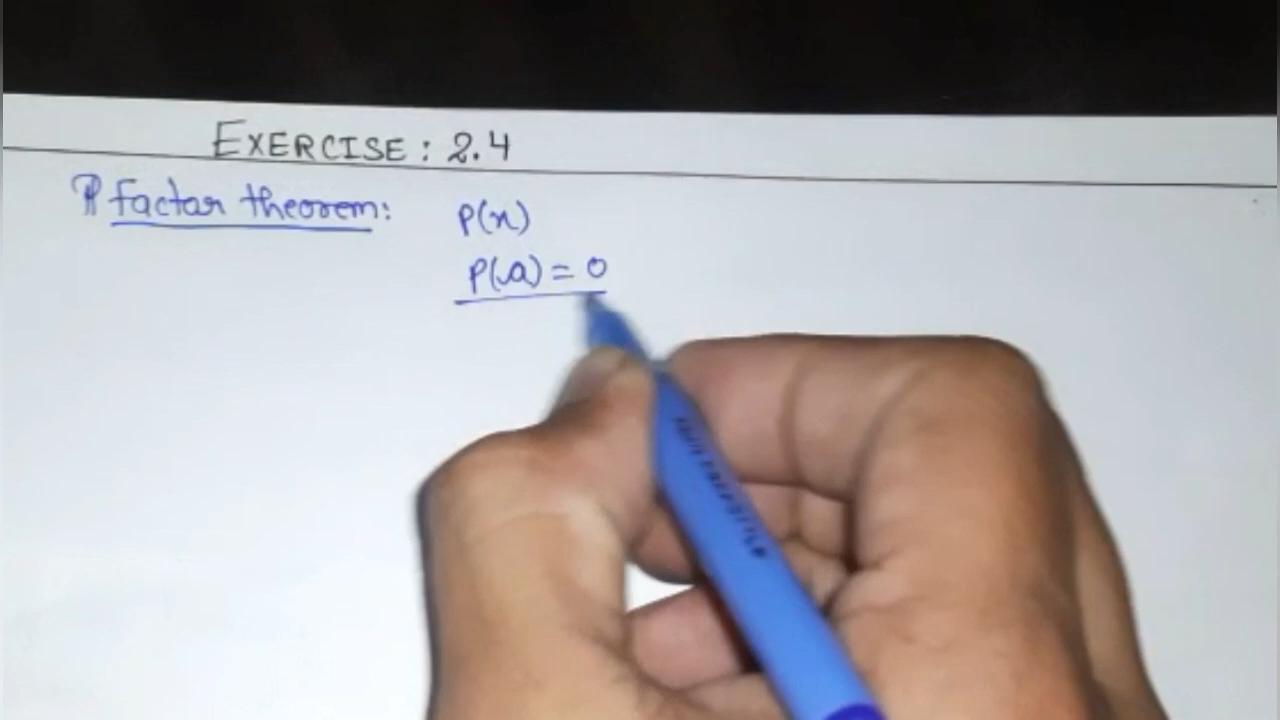 EXERCISE : 2.4
factor theorem: P(x)
P(a) = 0